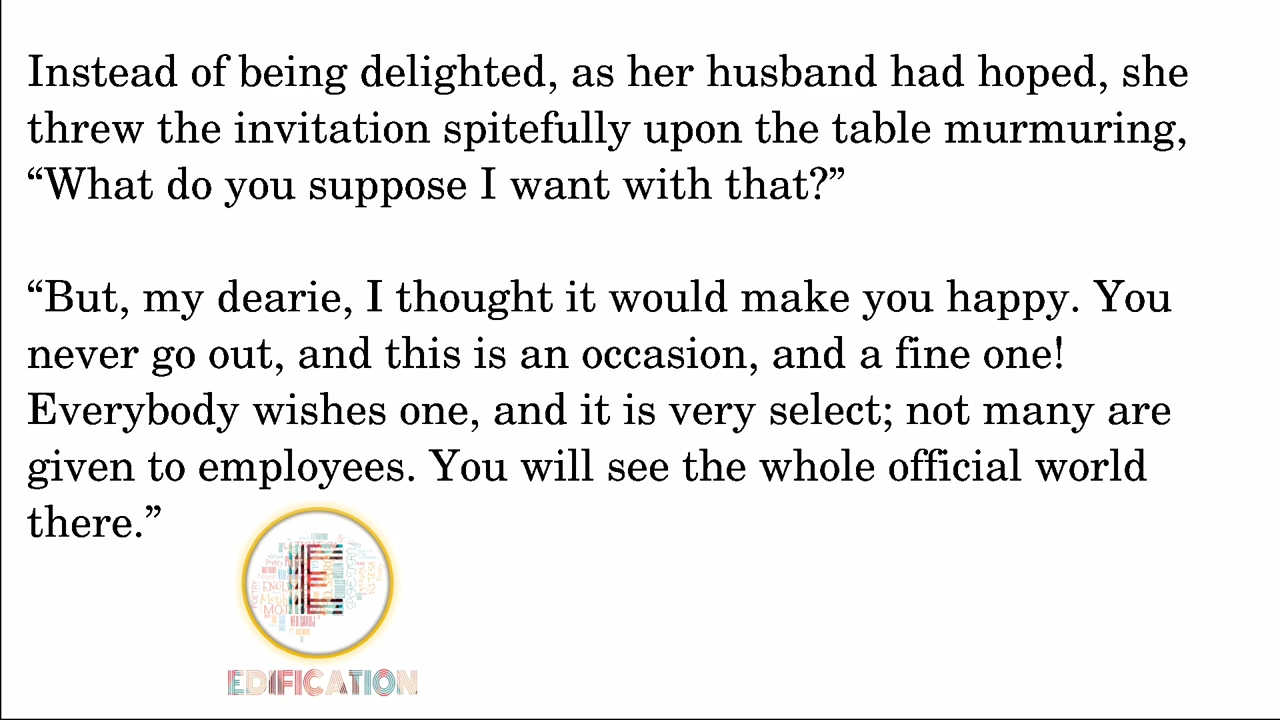 Instead of being delighted, as her husband had hoped, she
threw the invitation spitefully upon the table murmuring,
“What do you suppose I want with that?”
“But, my dearie, I thought it would make you happy. You
never go out, and this is an occasion, and a fine one!
Everybody wishes one, and it is very select; not many are
given to employees. You will see the whole official world
there.”
E
EDIFICATION